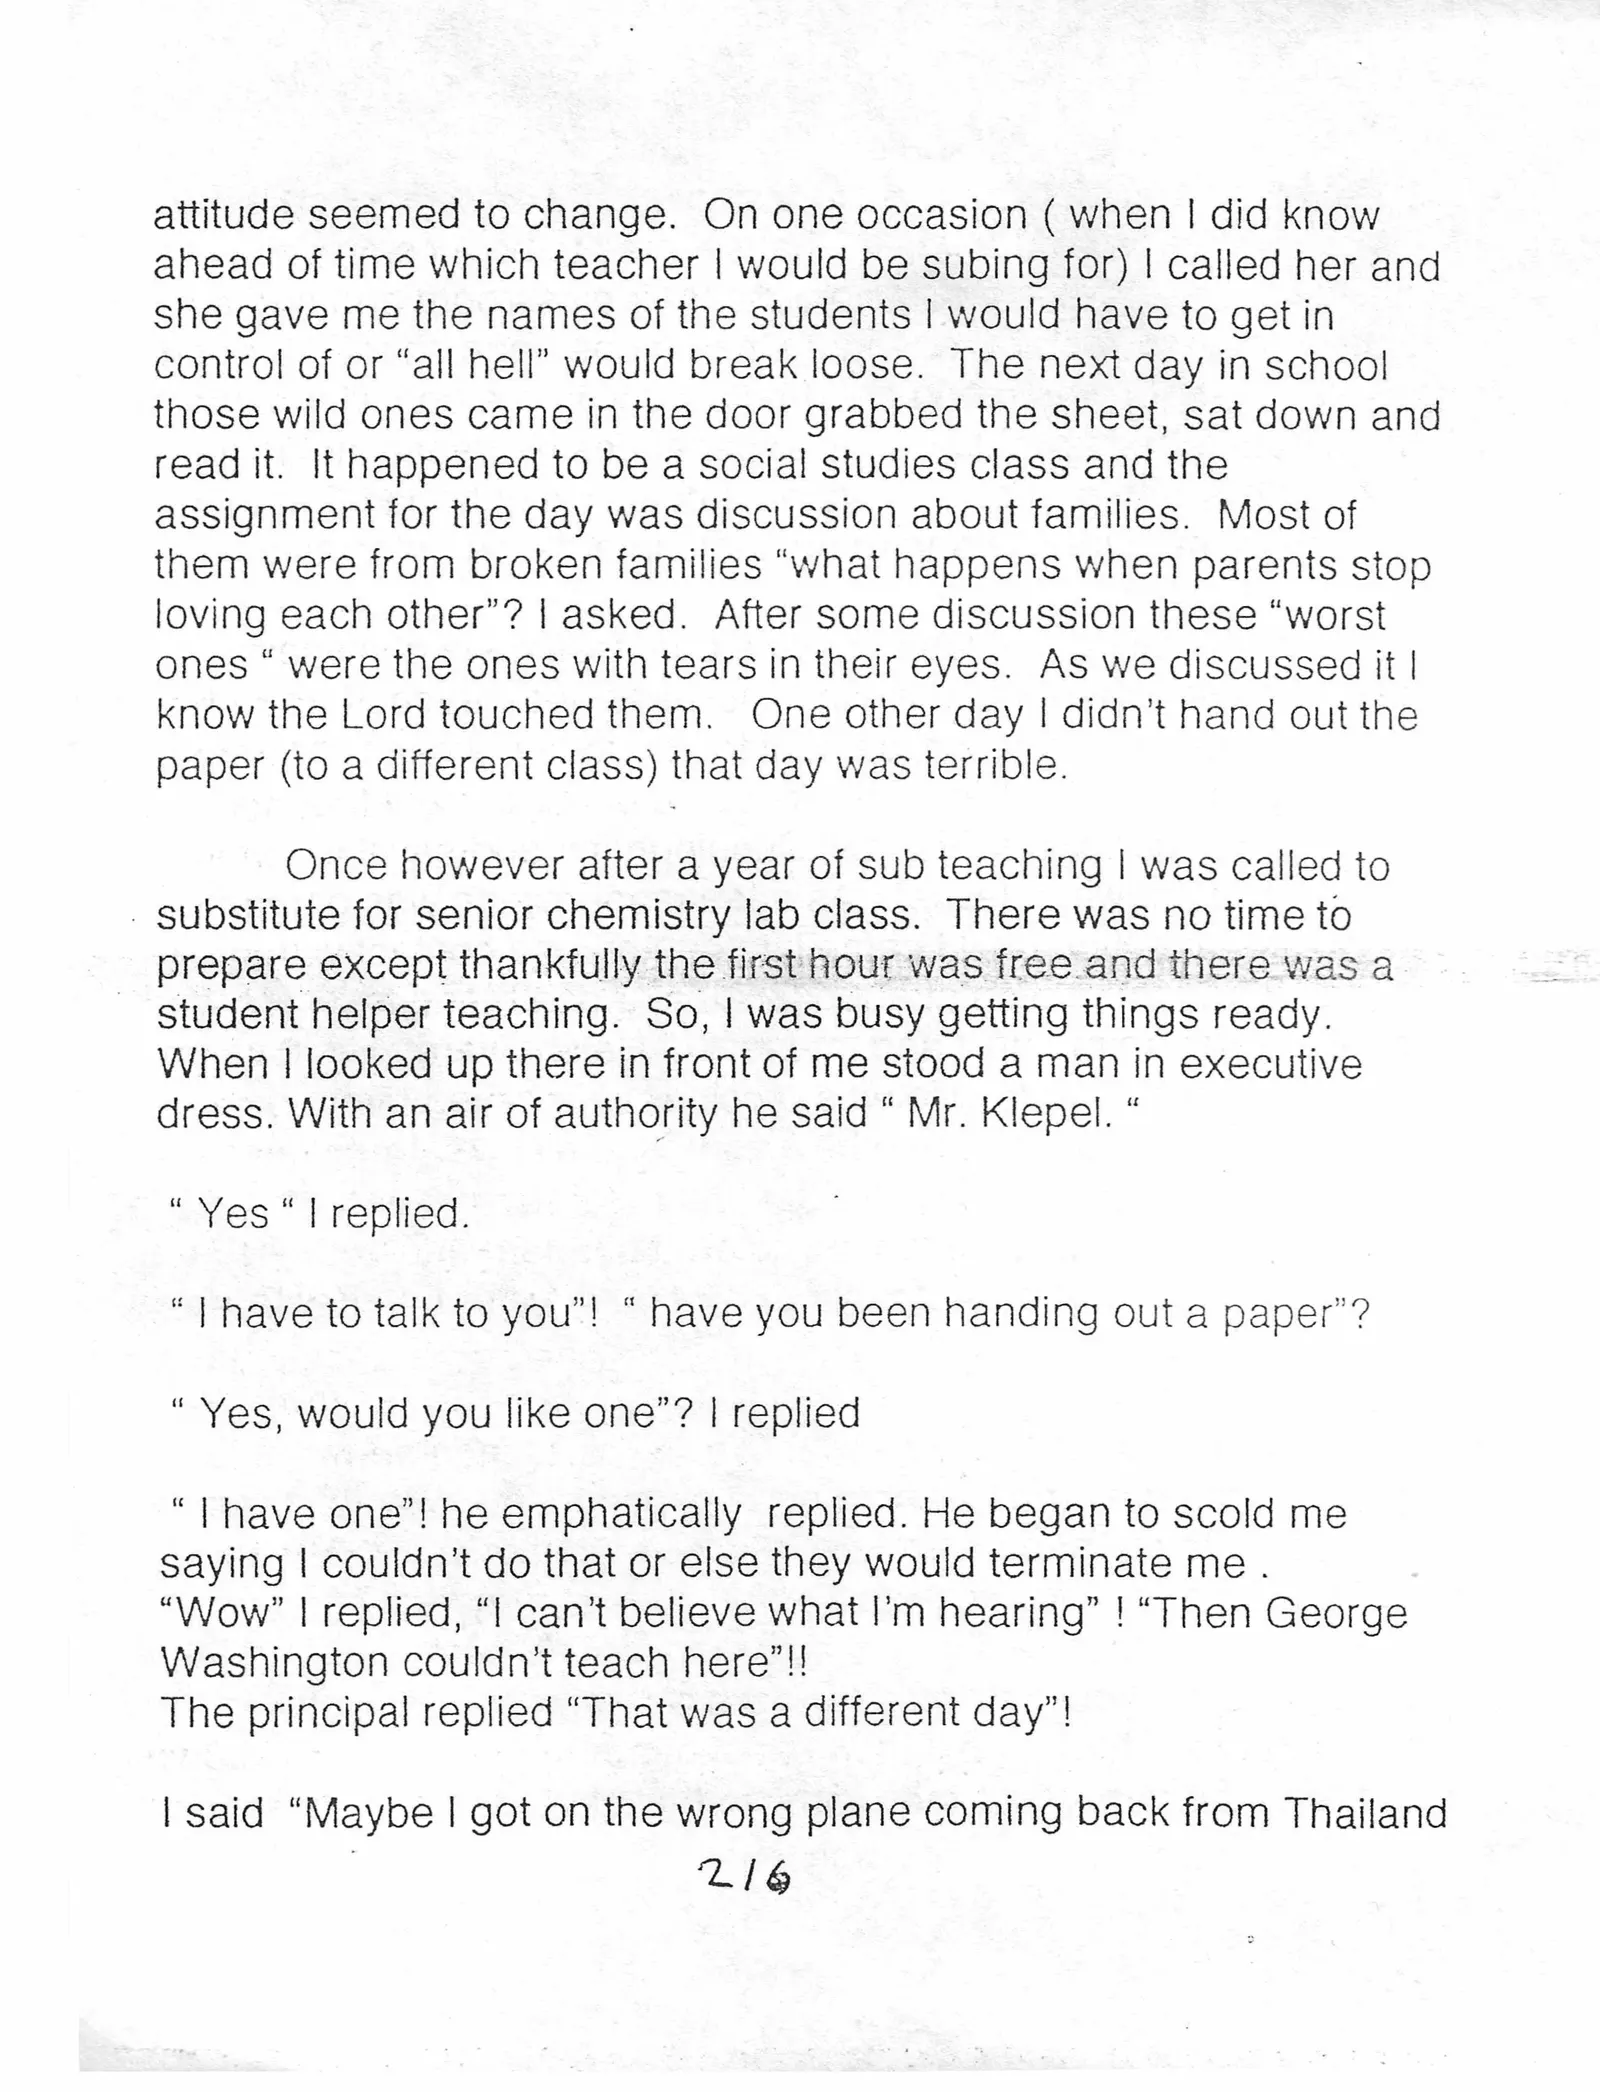 attitude seemed to change.  On one occasion ( when I did know
ahead of time which teacher I would be subing for) I called her and
she gave me the names of the students I would have to get in
control of or “all hell” would break loose.  The next day in school
those wild ones came in the door grabbed the sheet, sat down and
read it.  It happened to be a social studies class and the
assignment for the day was discussion about families.  Most of
them were from broken families “what happens when parents stop
loving each other”? I asked.  After some discussion these “worst
ones “ were the ones with tears in their eyes.  As we discussed it I
know the Lord touched them.   One other day I didn't hand out the
paper (to a different class) that day was terrible.
Once however after a year of sub teaching I was called to
substitute for senior chemistry lab class.  There was no time to
prepare except thankfully the first hour was free and there was a
student helper teaching.  So, I was busy getting things ready.
When I looked up there in front of me stood a man in executive
dress. With an air of authority he said “ Mr. Klepel. “
“ Yes “ I replied.
“ I have to talk to you”!  “ have you been handing out a paper”?
“ Yes, would you like one”? I replied
“ I have one”! he emphatically  replied. He began to scold me
saying I couldn't do that or else they would terminate me .
“Wow” I replied, “I can't believe what I'm hearing” ! “Then George
Washington couldn't teach here”!!
The principal replied “That was a different day”!
I said  “Maybe I got on the wrong plane coming back from Thailand
216